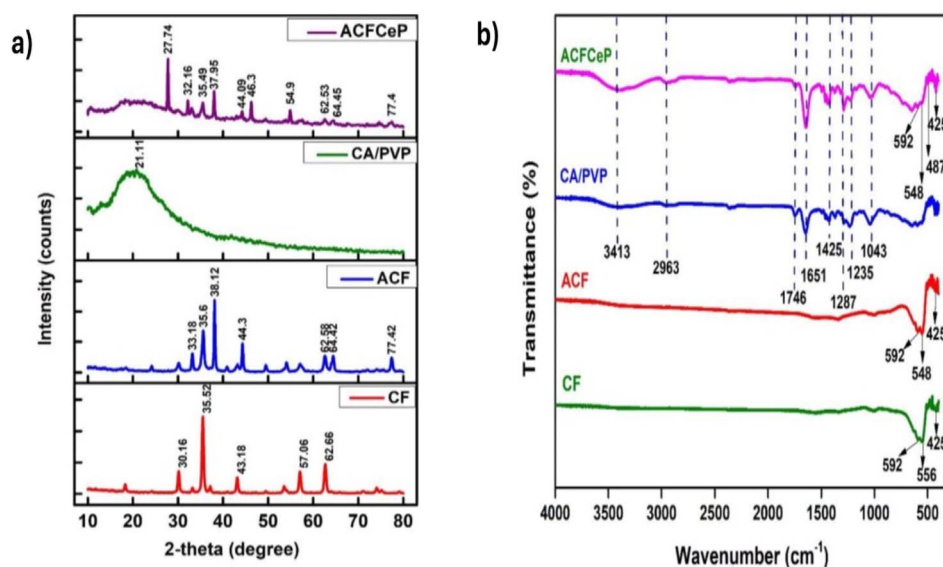 a)
ACFCeP
27.74
32.16
35.49
37.95
44.09
46.3
54.9
62.53
64.45
77.4
CA/PVP
21.11
ACF
33.18
35.6
38.12
44.3
62.58
64.42
77.42
CF
30.16
35.52
43.18
57.06
62.66
10 20 30 40 50 60 70 80
2-theta (degree)
Intensity (counts)
b)
ACFCeP
592
548
487
425
CA/PVP
3413
2963
1746
1651
1425
1287
1235
1043
ACF
592
548
425
CF
592
556
425
4000 3500 3000 2500 2000 1500 1000 500
Wavenumber (cm⁻¹)
Transmittance (%)